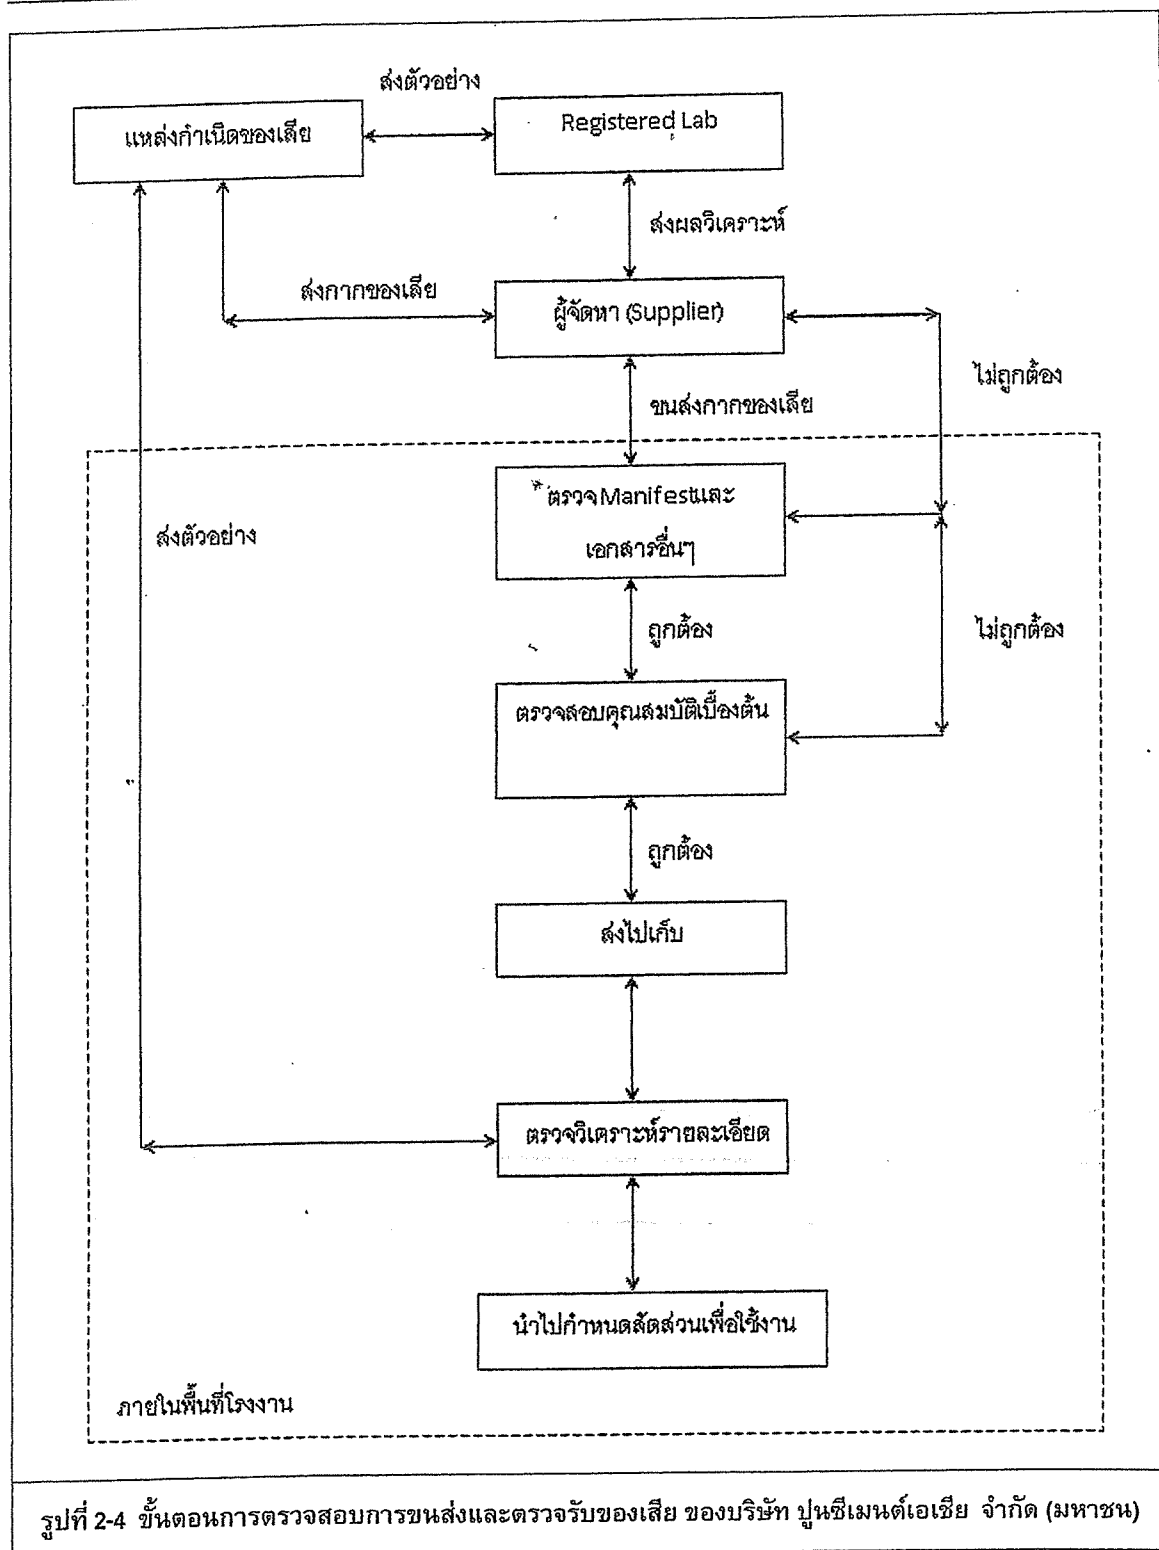 ส่งตัวอย่าง
แหล่งกำเนิดของเสีย
Registered Lab
ส่งผลวิเคราะห์
ส่งกากของเสีย
ผู้จัดหา (Supplier)
ไม่ถูกต้อง
ขนส่งกากของเสีย
ตรวจ Manifestและ
เอกสารอื่นๆ
ส่งตัวอย่าง
ถูกต้อง
ไม่ถูกต้อง
ตรวจสอบคุณสมบัติเบื้องต้น
ถูกต้อง
ส่งไปเก็บ
ตรวจวิเคราะห์รายละเอียด
นำไปกำหนดสัดส่วนเพื่อใช้งาน
ภายในพื้นที่โรงงาน
รูปที่ 2-4 ขั้นตอนการตรวจสอบการขนส่งและตรวจรับของเสีย ของบริษัท ปูนซีเมนต์เอเชีย จำกัด (มหาชน)